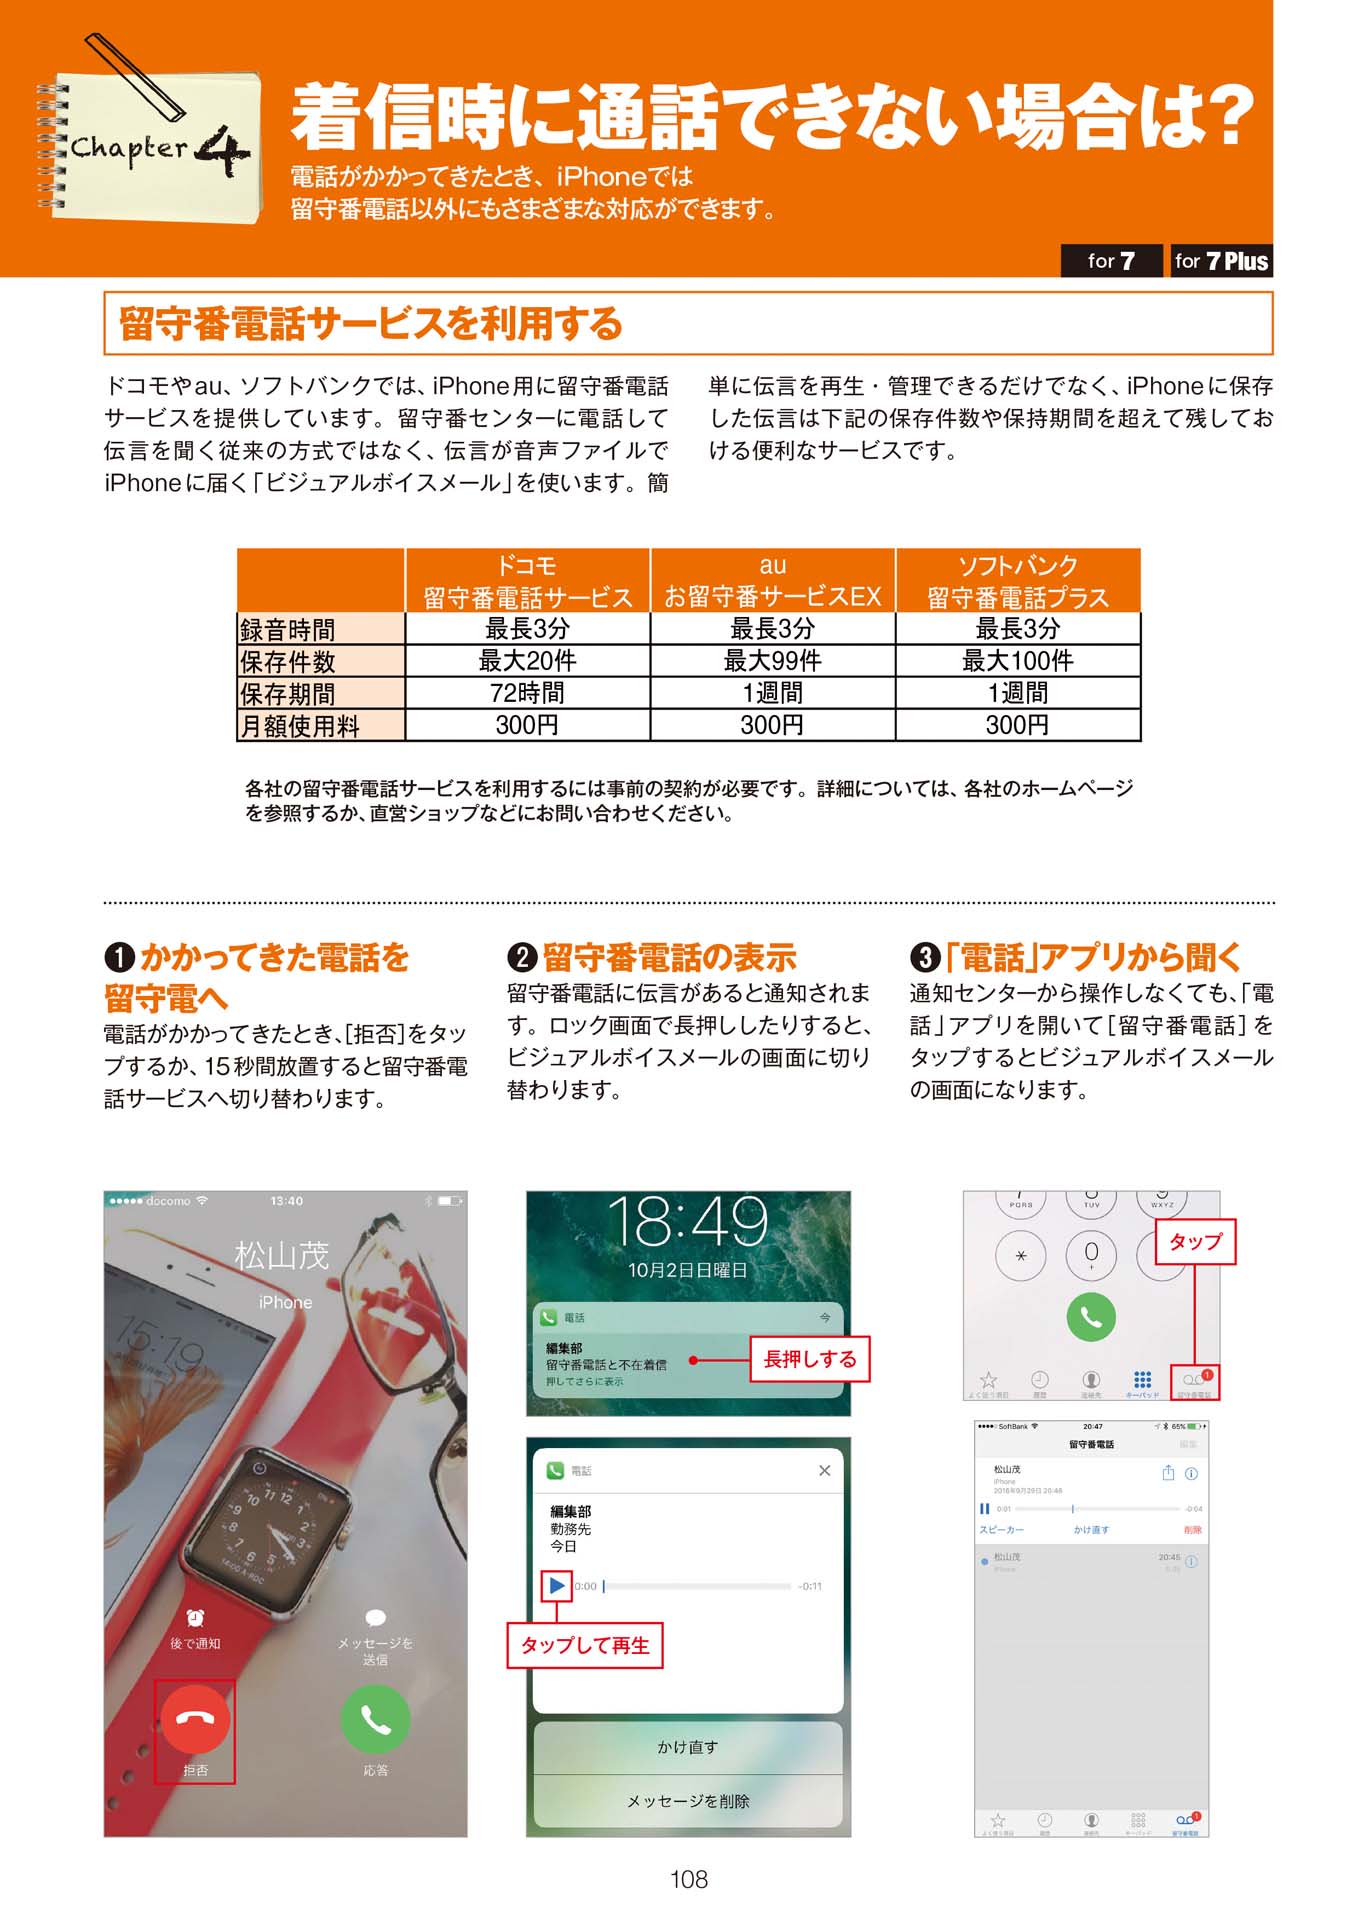 Chapter 4
着信時に通話できない場合は?
電話がかかってきたとき、iPhoneでは
留守番電話以外にもさまざまな対応ができます。
for 7
for 7 Plus
留守番電話サービスを利用する
ドコモやau、ソフトバンクでは、iPhone用に留守番電話
サービスを提供しています。留守番センターに電話して
伝言を聞く従来の方式ではなく、伝言が音声ファイルで
iPhoneに届く「ビジュアルボイスメール」を使います。簡
単に伝言を再生・管理できるだけでなく、iPhoneに保存
した伝言は下記の保存件数や保持期間を超えて残してお
ける便利なサービスです。
ドコモ
留守番電話サービス
au
お留守番サービスEX
ソフトバンク
留守番電話プラス
録音時間 最長3分 最長3分 最長3分
保存件数 最大20件 最大99件 最大100件
保存期間 72時間 1週間 1週間
月額使用料 300円 300円 300円
各社の留守番電話サービスを利用するには事前の契約が必要です。詳細については、各社のホームページ
を参照するか、直営ショップなどにお問い合わせください。
❶かかってきた電話を
留守電へ
電話がかかってきたとき、[拒否]をタッ
プするか、15秒間放置すると留守番電
話サービスへ切り替わります。
❷留守番電話の表示
留守番電話に伝言があると通知されま
す。ロック画面で長押ししたりすると、
ビジュアルボイスメールの画面に切り
替わります。
❸「電話」アプリから聞く
通知センターから操作しなくても、「電
話」アプリを開いて[留守番電話]を
タップするとビジュアルボイスメール
の画面になります。
docomo 13:40
松山茂
iPhone
15:19
後で通知
メッセージを
送信
拒否
応答
18:49
10月2日日曜日
電話 今
編集部
留守番電話と不在着信
押してさらに表示
長押しする
電話
編集部
勤務先
今日
0:00 -0:11
タップして再生
かけ直す
メッセージを削除
PQRS TUV WXYZ
* 0
+
タップ
よく使う項目 履歴 連絡先 キーパッド 留守番電話
1
SoftBank 20:47 65%
留守番電話 編集
松山茂
iPhone
2016年9月29日 20:46
0:01 -0:04
スピーカー かけ直す 削除
松山茂 20:45
iPhone
よく使う項目 履歴 連絡先 キーパッド 留守番電話
1
108